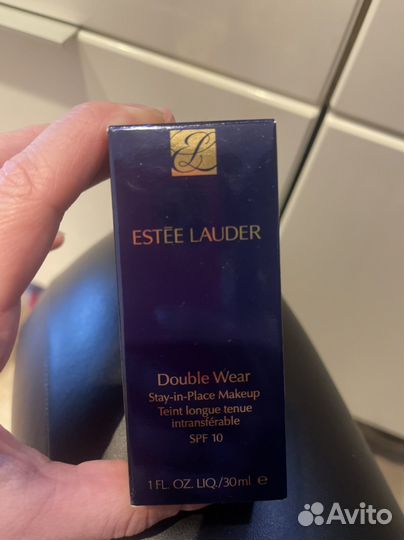 EL
ESTĒE LAUDER
Double Wear
Stay-in-Place Makeup
Teint longue tenue
intransférable
SPF 10
1 FL. OZ. LIQ./30ml e
Avito